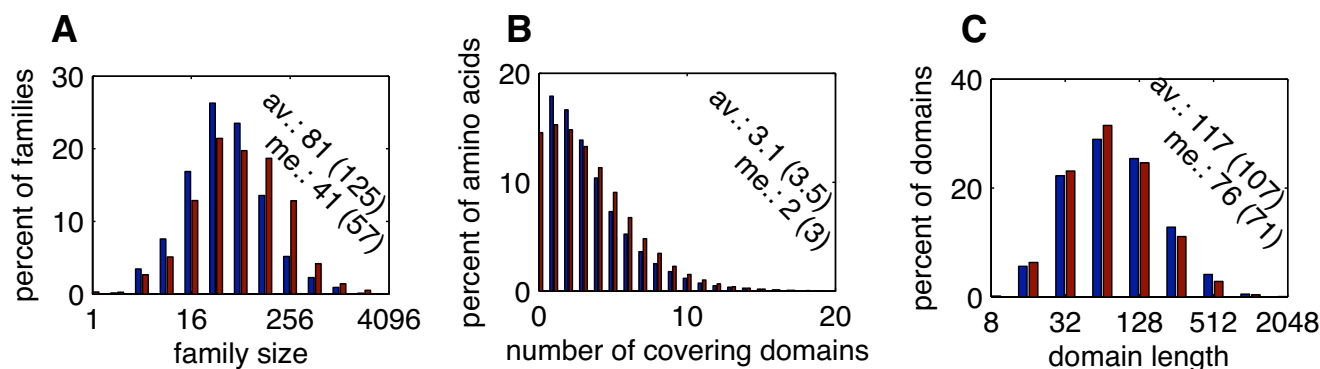 A
percent of families
30
20
10
0
1
16
256
4096
family size
av.: 81 (125)
me.: 41 (57)
B
percent of amino acids
20
10
0
0
10
20
number of covering domains
av.: 3.1 (3.5)
me.: 2 (3)
C
percent of domains
40
20
0
8
32
128
512
2048
domain length
av.: 117 (107)
me.: 76 (71)